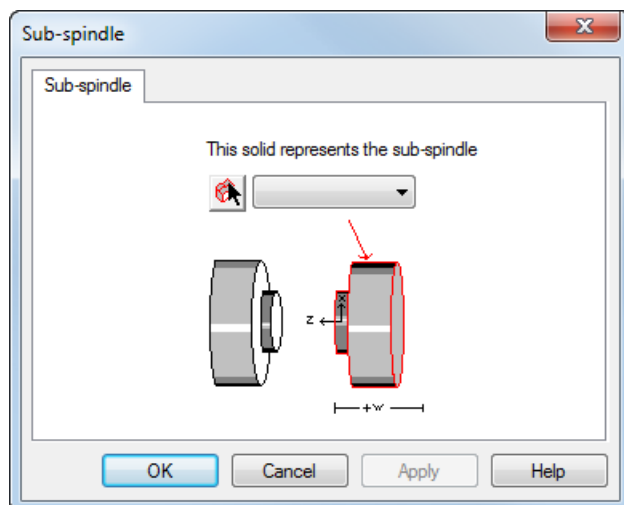 Sub-spindle
Sub-spindle
This solid represents the sub-spindle
X
Z
+w
OK Cancel Apply Help